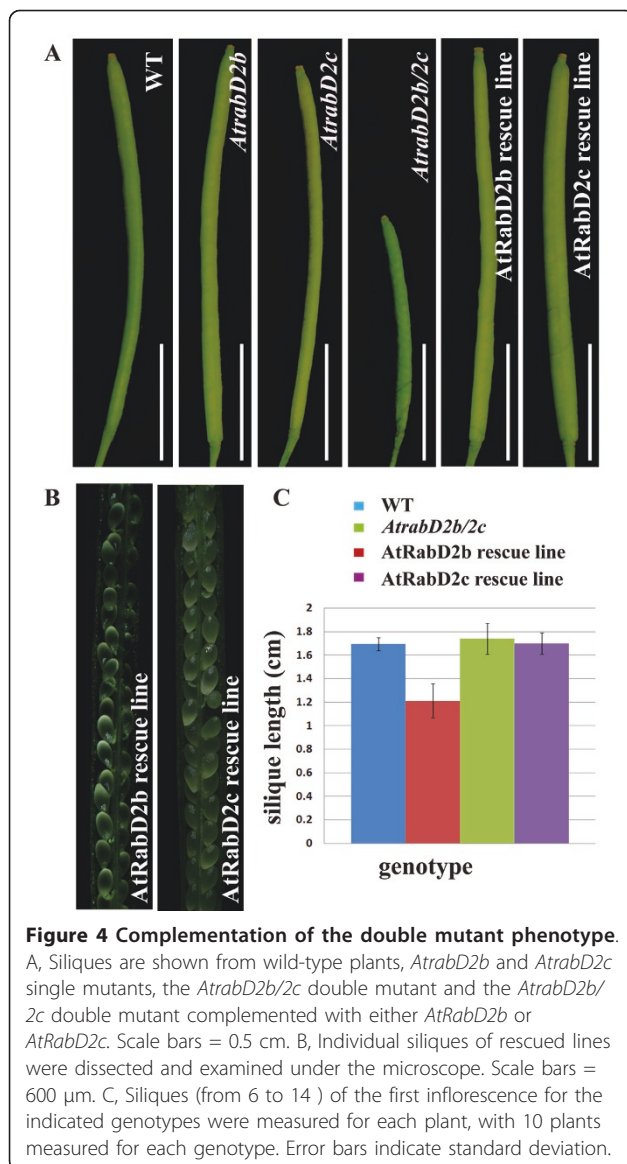 A
WT
AtrabD2b
AtrabD2c
AtrabD2b/2c
AtRabD2b rescue line
AtRabD2c rescue line
B
AtRabD2b rescue line
AtRabD2c rescue line
C
WT
AtrabD2b/2c
AtRabD2b rescue line
AtRabD2c rescue line
silique length (cm)
2
1.8
1.6
1.4
1.2
1
0.8
0.6
0.4
0.2
0
genotype
Figure 4 Complementation of the double mutant phenotype.
A, Siliques are shown from wild-type plants, AtrabD2b and AtrabD2c
single mutants, the AtrabD2b/2c double mutant and the AtrabD2b/
2c double mutant complemented with either AtRabD2b or
AtRabD2c. Scale bars = 0.5 cm. B, Individual siliques of rescued lines
were dissected and examined under the microscope. Scale bars =
600 μm. C, Siliques (from 6 to 14 ) of the first inflorescence for the
indicated genotypes were measured for each plant, with 10 plants
measured for each genotype. Error bars indicate standard deviation.